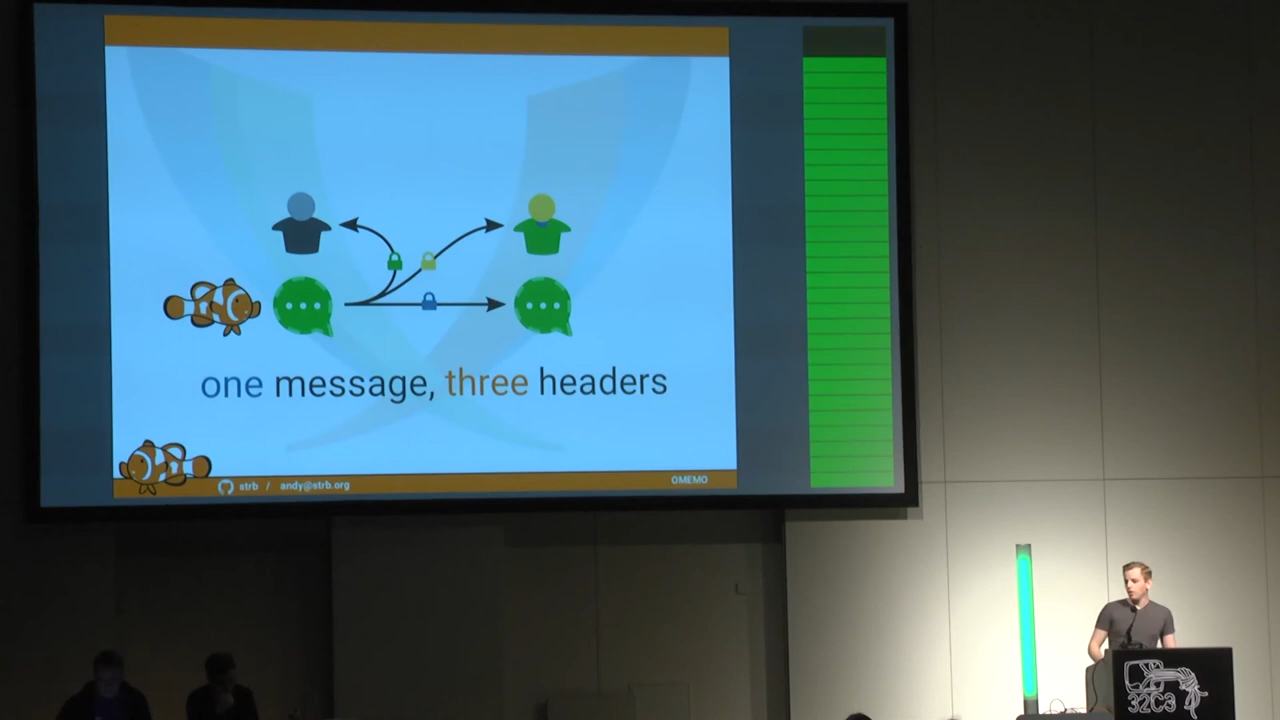 one message, three headers
strb / andy@strb.org
OMEMO
32C3